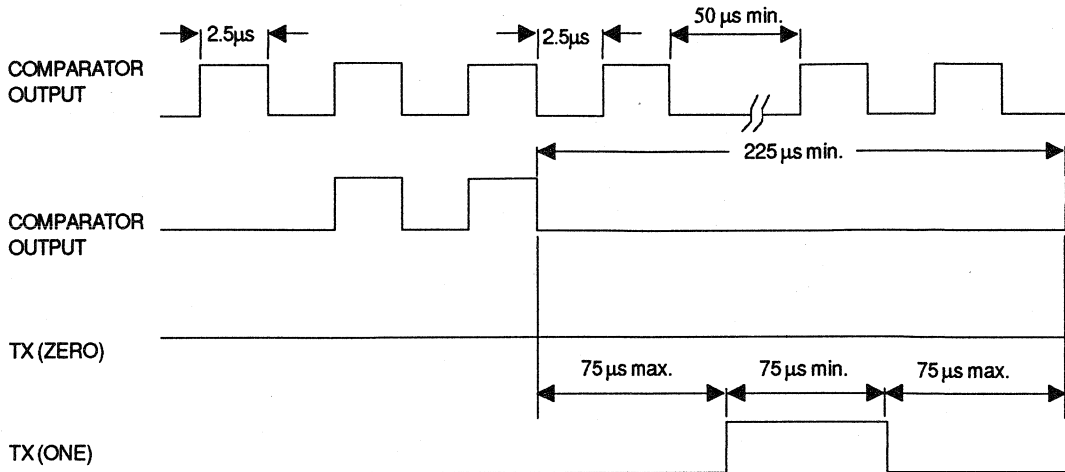 2.5µs
2.5µs
50 µs min.
COMPARATOR
OUTPUT
225 µs min.
COMPARATOR
OUTPUT
TX (ZERO)
75 µs max.
75 µs min.
75 µs max.
TX (ONE)